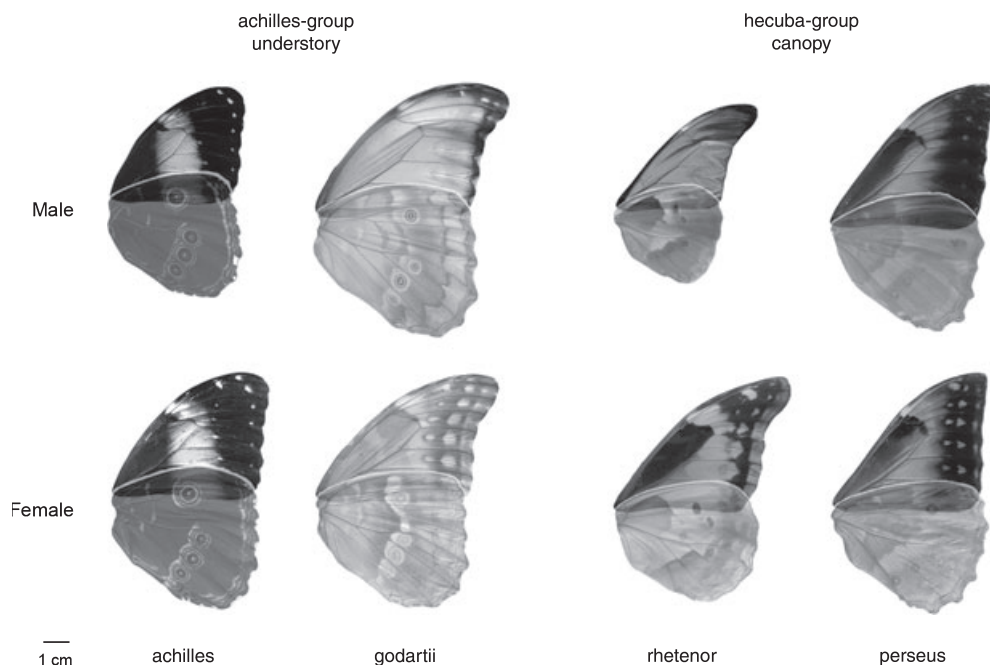 achilles-group
understory
hecuba-group
canopy
Male
Female
1 cm
achilles
godartii
rhetenor
perseus